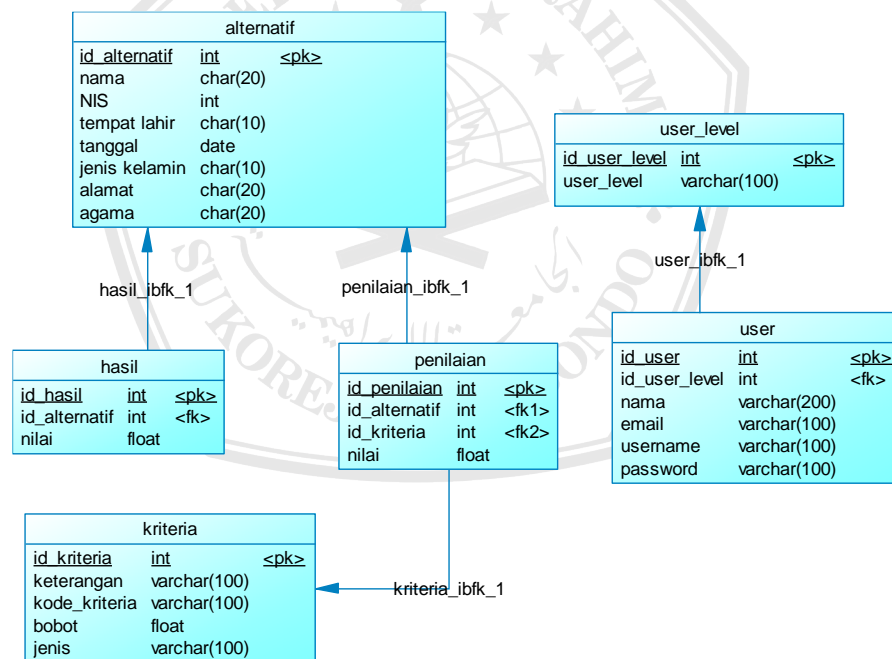 alternatif
id_alternatif int <pk>
nama char(20)
NIS int
tempat lahir char(10)
tanggal date
jenis kelamin char(10)
alamat char(20)
agama char(20)
user_level
id_user_level int <pk>
user_level varchar(100)
hasil_ibfk_1
penilaian_ibfk_1
user_ibfk_1
hasil
id_hasil int <pk>
id_alternatif int <fk>
nilai float
penilaian
id_penilaian int <pk>
id_alternatif int <fk1>
id_kriteria int <fk2>
nilai float
user
id_user int <pk>
id_user_level int <fk>
nama varchar(200)
email varchar(100)
username varchar(100)
password varchar(100)
kriteria
id_kriteria int <pk>
keterangan varchar(100)
kode_kriteria varchar(100)
bobot float
jenis varchar(100)
kriteria_ibfk_1